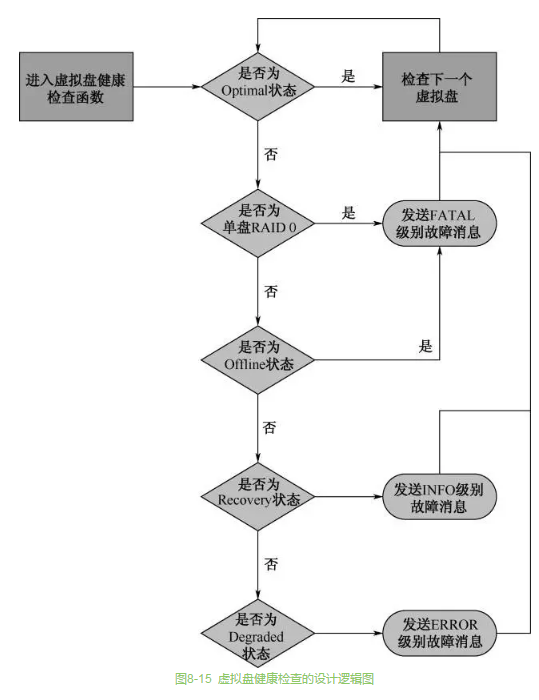 进入虚拟盘健康
检查函数
是否为
Optimal状态
是
检查下一个
虚拟盘
否
是否为
单盘RAID 0
是
发送FATAL
级别故障消息
否
是否为
Offline状态
是
否
是否为
Recovery状态
发送INFO级别
故障消息
否
是否为
Degraded
状态
发送ERROR
级别故障消息
图8-15 虚拟盘健康检查的设计逻辑图